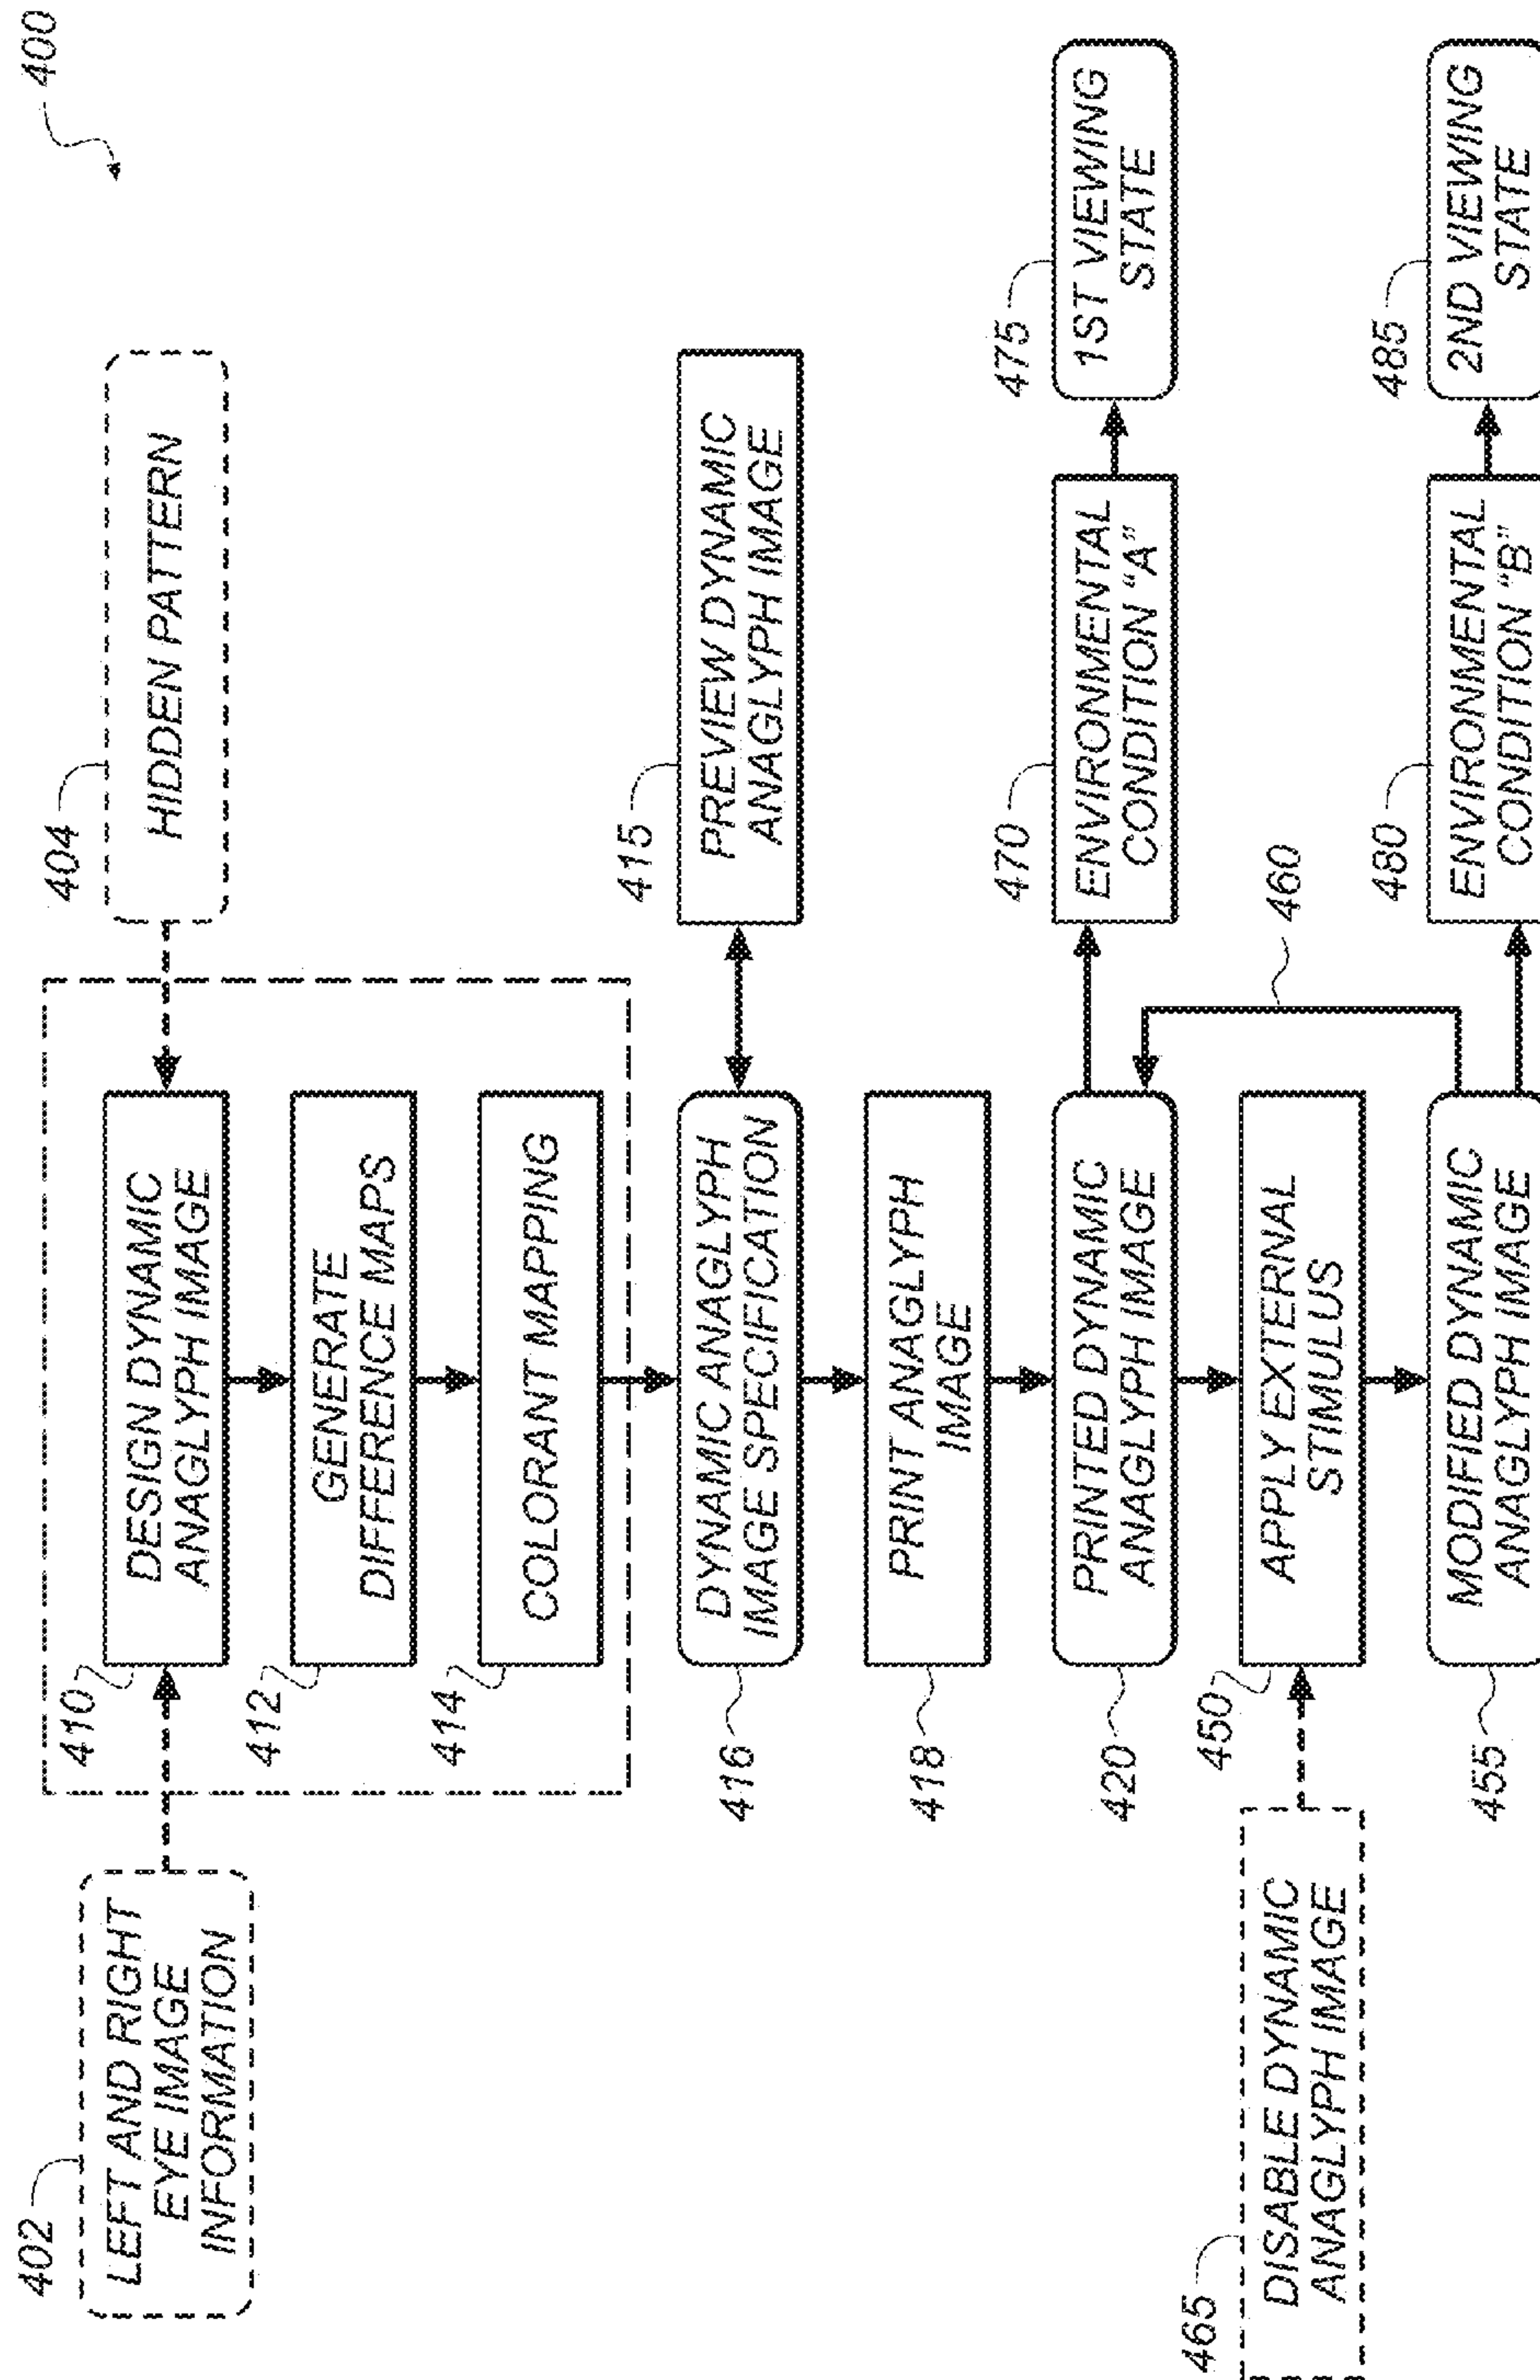 400
402
LEFT AND RIGHT
EYE IMAGE
INFORMATION
404
HIDDEN PATTERN
410
DESIGN DYNAMIC
ANAGLYPH IMAGE
412
GENERATE
DIFFERENCE MAPS
414
COLORANT MAPPING
416
DYNAMIC ANAGLYPH
IMAGE SPECIFICATION
415
PREVIEW DYNAMIC
ANAGLYPH IMAGE
418
PRINT ANAGLYPH
IMAGE
420
PRINTED DYNAMIC
ANAGLYPH IMAGE
470
ENVIRONMENTAL
CONDITION "A"
475
1ST VIEWING
STATE
465
DISABLE DYNAMIC
ANAGLYPH IMAGE
450
APPLY EXTERNAL
STIMULUS
460
455
MODIFIED DYNAMIC
ANAGLYPH IMAGE
480
ENVIRONMENTAL
CONDITION "B"
485
2ND VIEWING
STATE